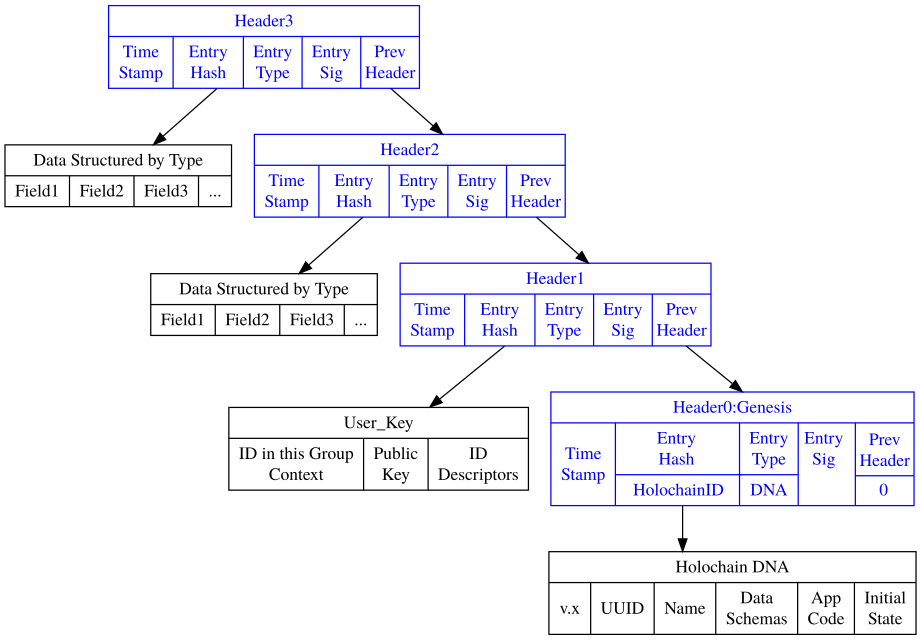 Header3
Time Stamp
Entry Hash
Entry Type
Entry Sig
Prev Header
Data Structured by Type
Field1
Field2
Field3
...
Header2
Time Stamp
Entry Hash
Entry Type
Entry Sig
Prev Header
Data Structured by Type
Field1
Field2
Field3
...
Header1
Time Stamp
Entry Hash
Entry Type
Entry Sig
Prev Header
User_Key
ID in this Group Context
Public Key
ID Descriptors
Header0:Genesis
Time Stamp
Entry Hash
HolochainID
Entry Type
DNA
Entry Sig
Prev Header
0
Holochain DNA
v.x
UUID
Name
Data Schemas
App Code
Initial State